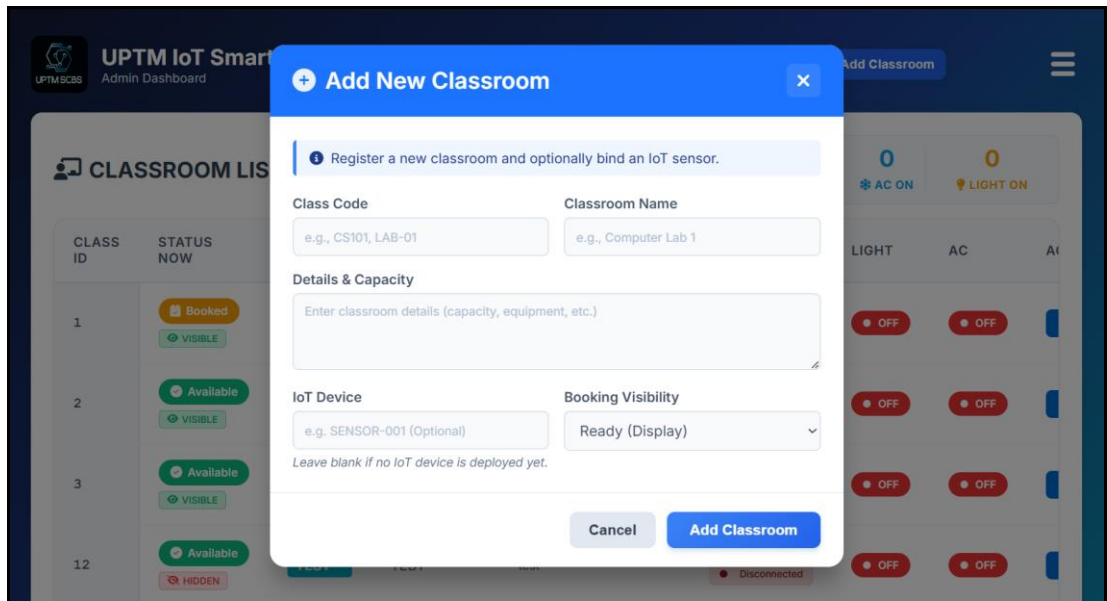 UPTM IoT Smart
Admin Dashboard
UPTM SCBS
Add Classroom
Add New Classroom
Register a new classroom and optionally bind an IoT sensor.
Class Code
Classroom Name
e.g., CS101, LAB-01
e.g., Computer Lab 1
Details & Capacity
Enter classroom details (capacity, equipment, etc.)
IoT Device
Booking Visibility
e.g. SENSOR-001 (Optional)
Ready (Display)
Leave blank if no IoT device is deployed yet.
Cancel
Add Classroom
CLASSROOM LIS
0
AC ON
0
LIGHT ON
CLASS ID
STATUS NOW
LIGHT
AC
1
Booked
VISIBLE
OFF
OFF
2
Available
VISIBLE
OFF
OFF
3
Available
VISIBLE
OFF
OFF
12
Available
HIDDEN
Disconnected
OFF
OFF